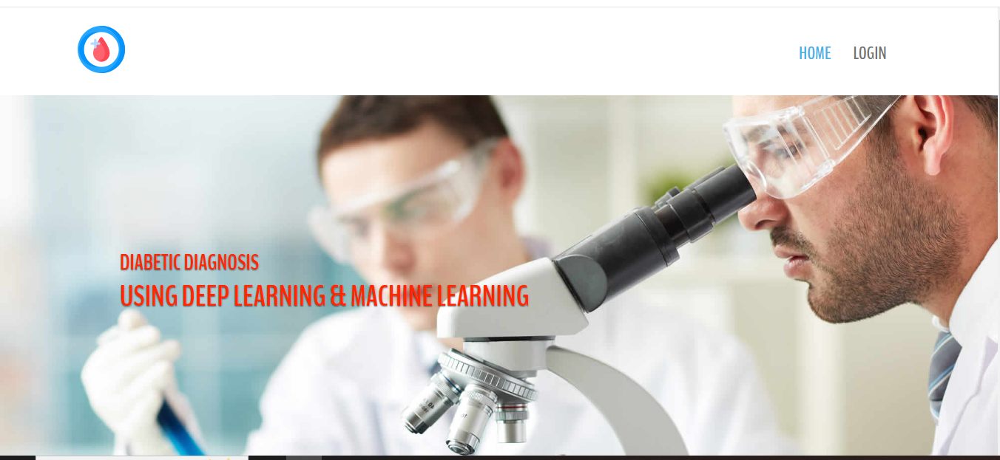 HOME LOGIN
DIABETIC DIAGNOSIS
USING DEEP LEARNING & MACHINE LEARNING